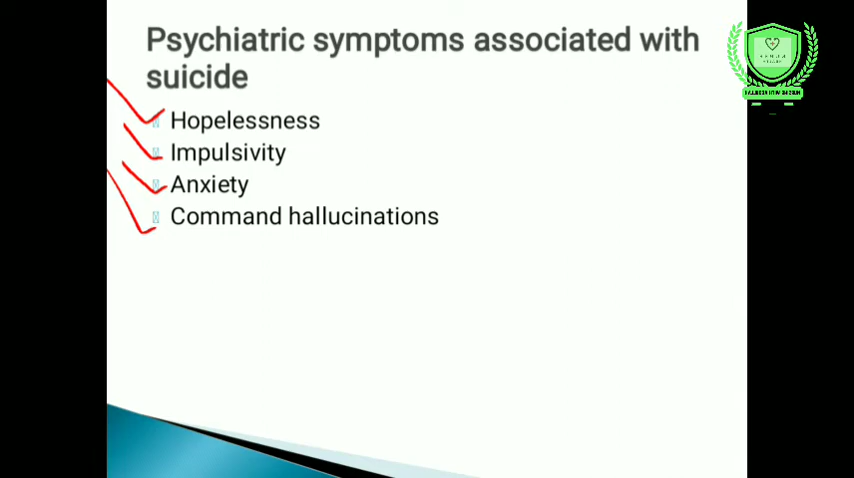 Psychiatric symptoms associated with
suicide
Hopelessness
Impulsivity
Anxiety
Command hallucinations